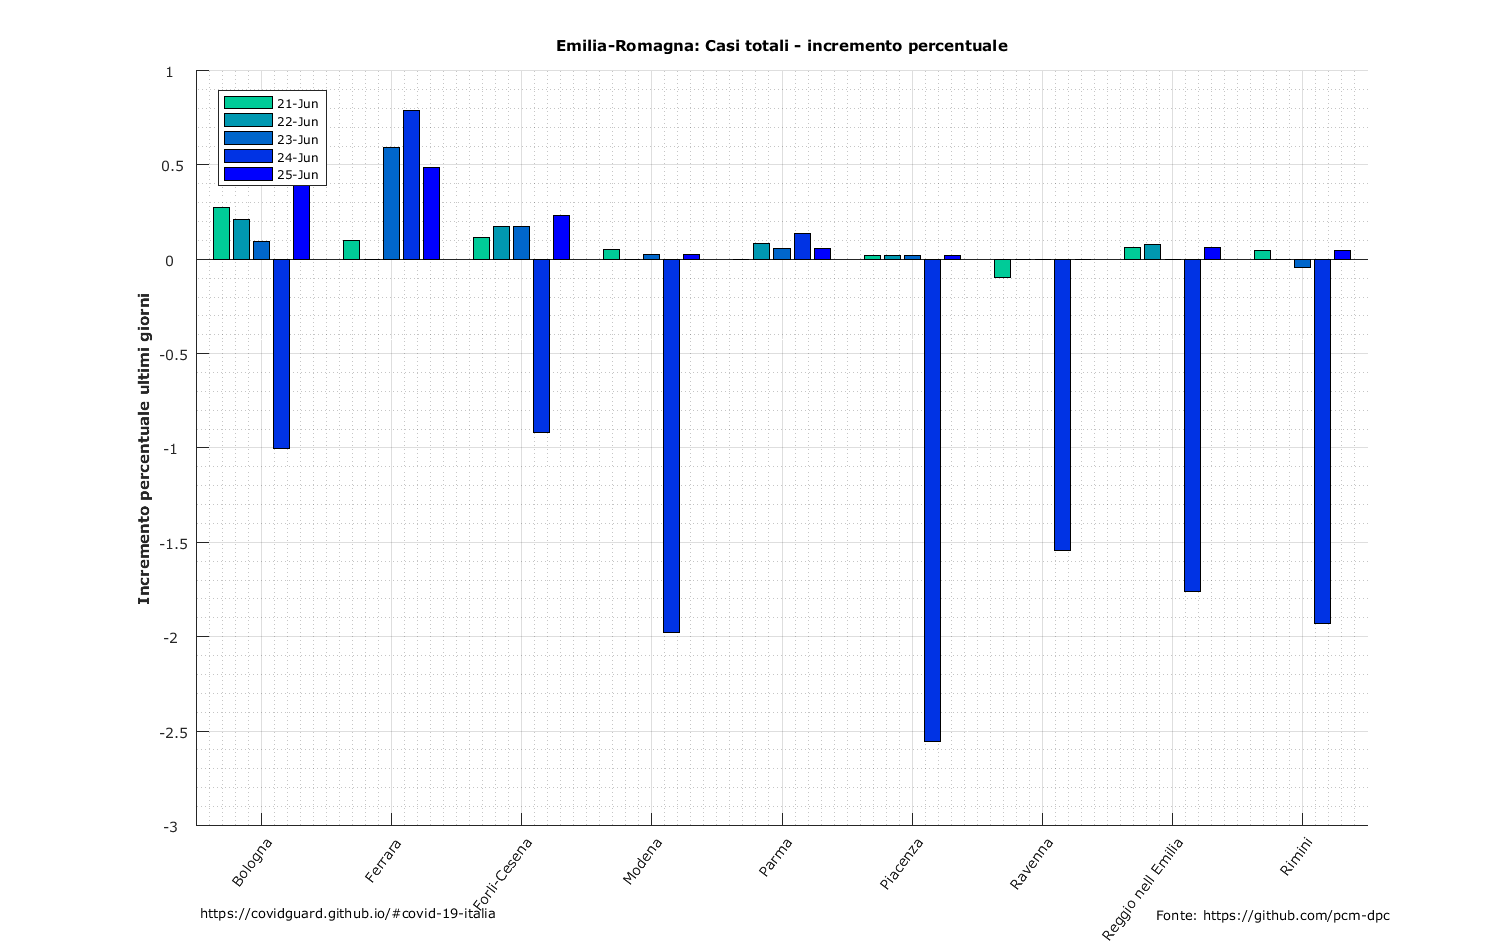 Emilia-Romagna: Casi totali - incremento percentuale
1
0.5
0
-0.5
-1
-1.5
-2
-2.5
-3
Incremento percentuale ultimi giorni
21-Jun
22-Jun
23-Jun
24-Jun
25-Jun
Bologna
Ferrara
Forlì-Cesena
Modena
Parma
Piacenza
Ravenna
Reggio nell Emilia
Rimini
https://covidguard.github.io/#covid-19-italia
Fonte: https://github.com/pcm-dpc